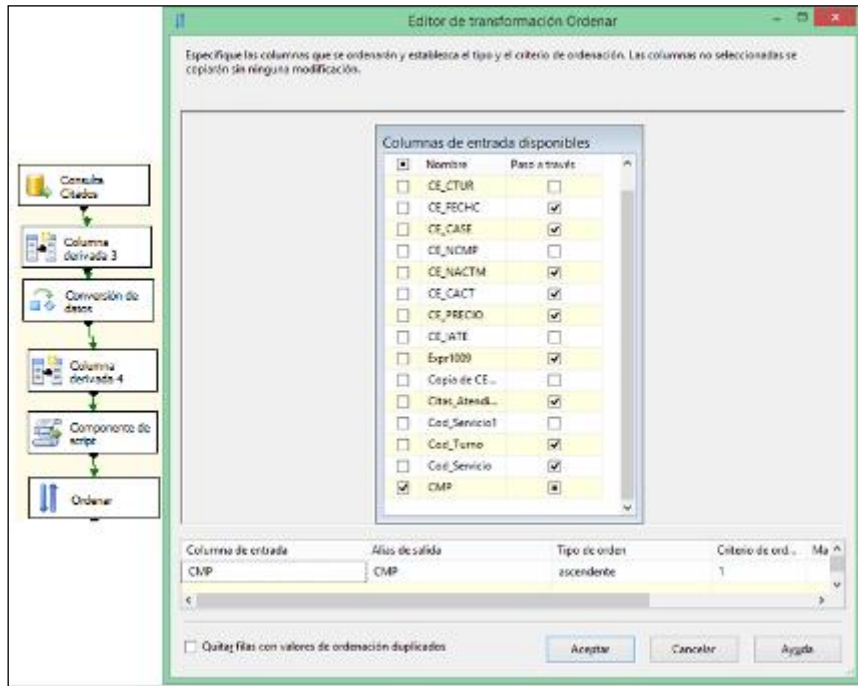 Consulta
Citados
Columna
derivada 3
Conversión de
datos
Columna
derivada 4
Componente de
script
Ordenar
Editor de transformación Ordenar
Especifique las columnas que se ordenarán y establezca el tipo y el criterio de ordenación. Las columnas no seleccionadas se
copiarán sin ninguna modificación.
Columnas de entrada disponibles
Nombre Paso a través
CE_CTUR
CE_FECHC
CE_CASE
CE_NCMP
CE_NACTM
CE_CACT
CE_PRECIO
CE_IATE
Expr1009
Copia de CE...
Citas_Atendi...
Cod_Servicio1
Cod_Turno
Cod_Servicio
CMP
Columna de entrada Alias de salida Tipo de orden Criterio de ord... Ma
CMP CMP ascendente 1
Quitar filas con valores de ordenación duplicados
Aceptar Cancelar Ayuda